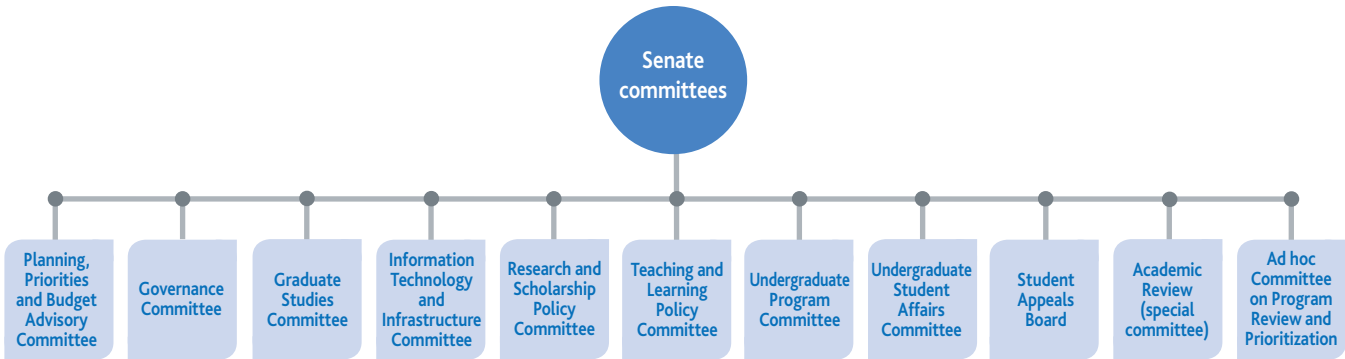 Senate
committees
Planning,
Priorities
and Budget
Advisory
Committee
Governance
Committee
Graduate
Studies
Committee
Information
Technology
and
Infrastructure
Committee
Research and
Scholarship
Policy
Committee
Teaching and
Learning
Policy
Committee
Undergraduate
Program
Committee
Undergraduate
Student
Affairs
Committee
Student
Appeals
Board
Academic
Review
(special
committee)
Ad hoc
Committee
on Program
Review and
Prioritization